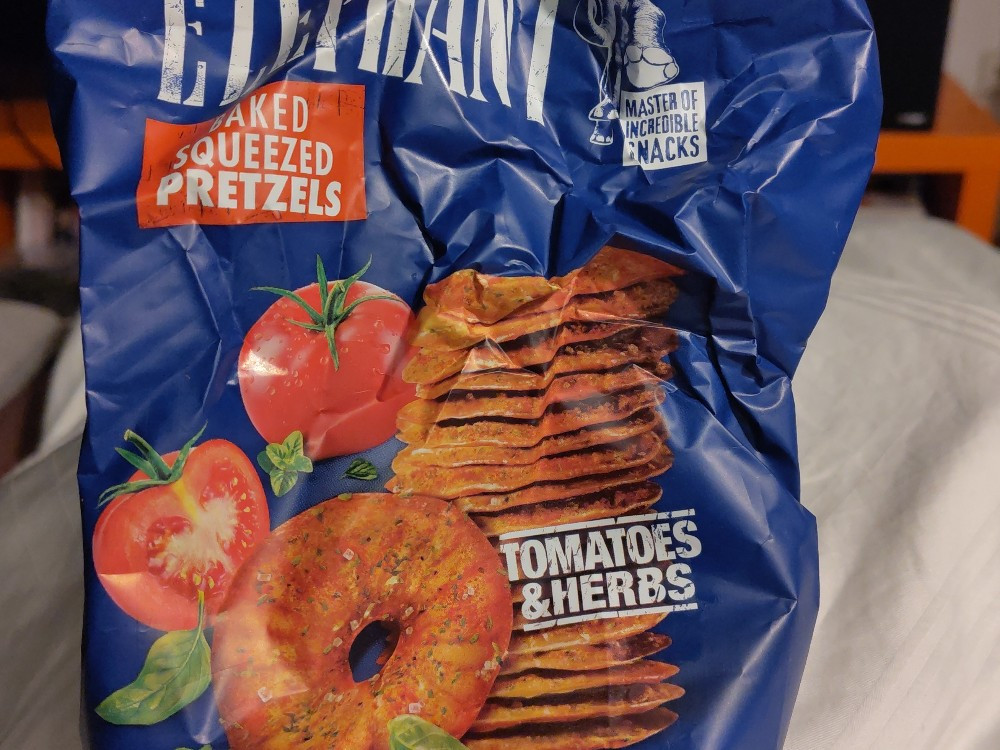 ELEPHANT
BAKED
SQUEEZED
PRETZELS
MASTER OF
INCREDIBLE
SNACKS
TOMATOES
&HERBS